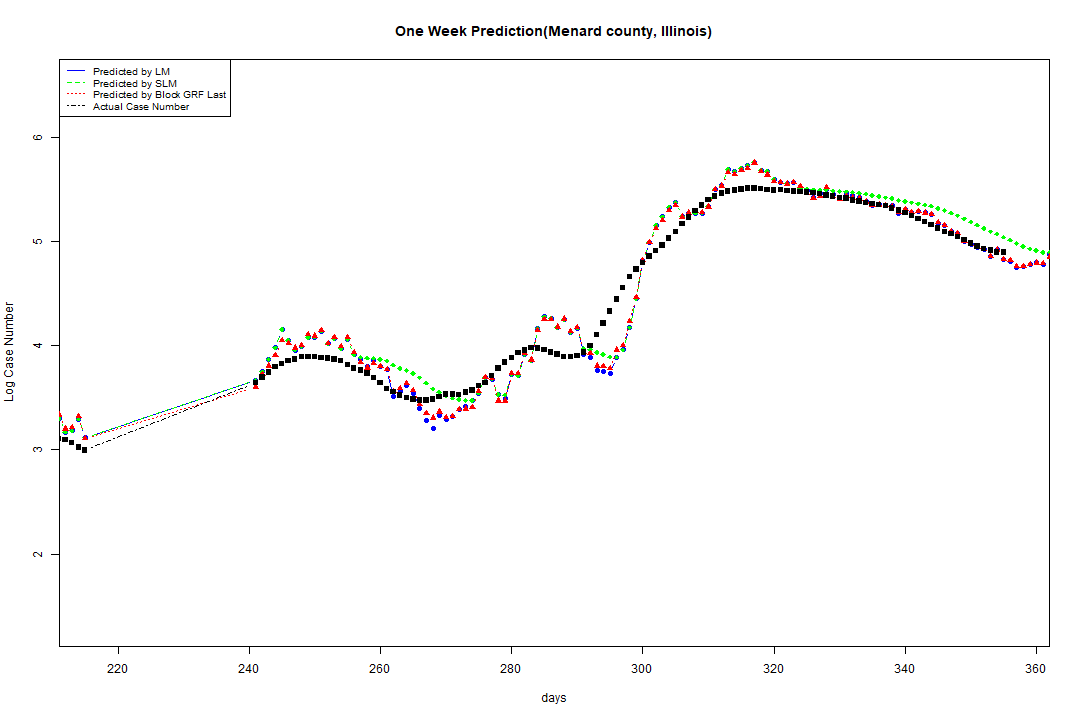 One Week Prediction(Menard county, Illinois)
Predicted by LM
Predicted by SLM
Predicted by Block GRF Last
Actual Case Number
6
5
4
3
2
Log Case Number
220 240 260 280 300 320 340 360
days